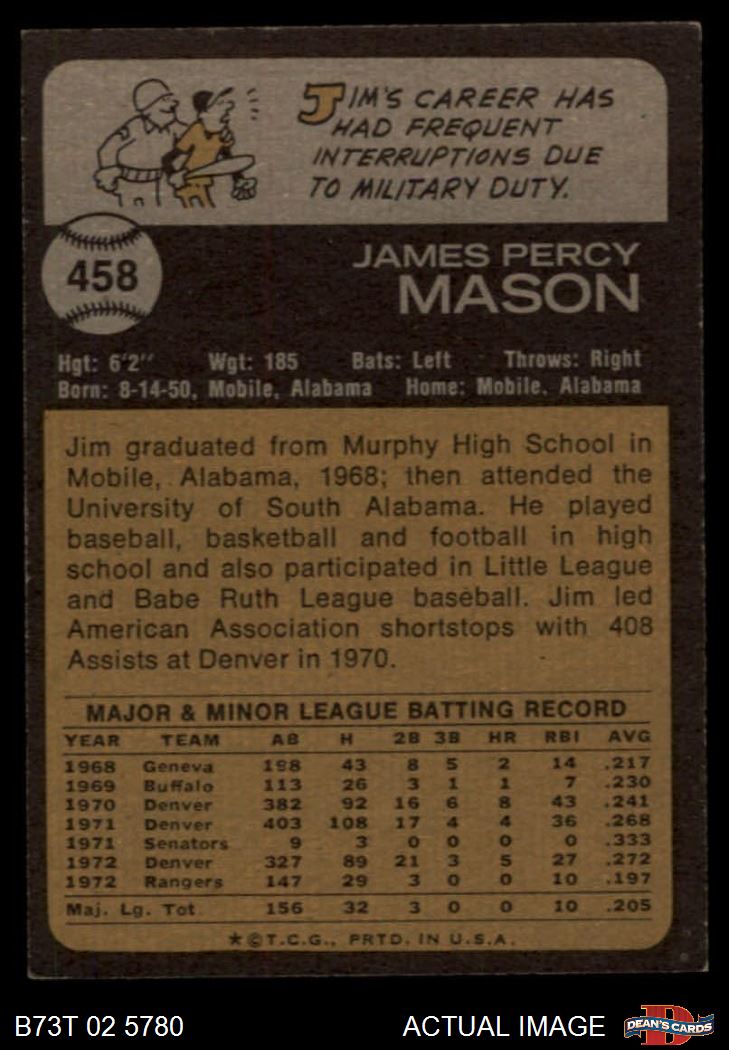 JIM'S CAREER HAS
HAD FREQUENT
INTERRUPTIONS DUE
TO MILITARY DUTY.
458
JAMES PERCY
MASON
Hgt: 6'2" Wgt: 185 Bats: Left Throws: Right
Born: 8-14-50, Mobile, Alabama Home: Mobile, Alabama
Jim graduated from Murphy High School in
Mobile, Alabama, 1968; then attended the
University of South Alabama. He played
baseball, basketball and football in high
school and also participated in Little League
and Babe Ruth League baseball. Jim led
American Association shortstops with 408
Assists at Denver in 1970.
MAJOR & MINOR LEAGUE BATTING RECORD
YEAR TEAM AB H 2B 3B HR RBI AVG
1968 Geneva 198 43 8 5 2 14 .217
1969 Buffalo 113 26 3 1 1 7 .230
1970 Denver 382 92 16 6 8 43 .241
1971 Denver 403 108 17 4 4 36 .268
1971 Senators 9 3 0 0 0 0 .333
1972 Denver 327 89 21 3 5 27 .272
1972 Rangers 147 29 3 0 0 10 .197
Maj. Lg. Tot 156 32 3 0 0 10 .205
★©T.C.G., PRTD. IN U.S.A.
B73T 02 5780 ACTUAL IMAGE DEAN'S CARDS